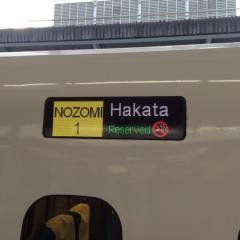 NOZOMI Hakata
1 Reserved